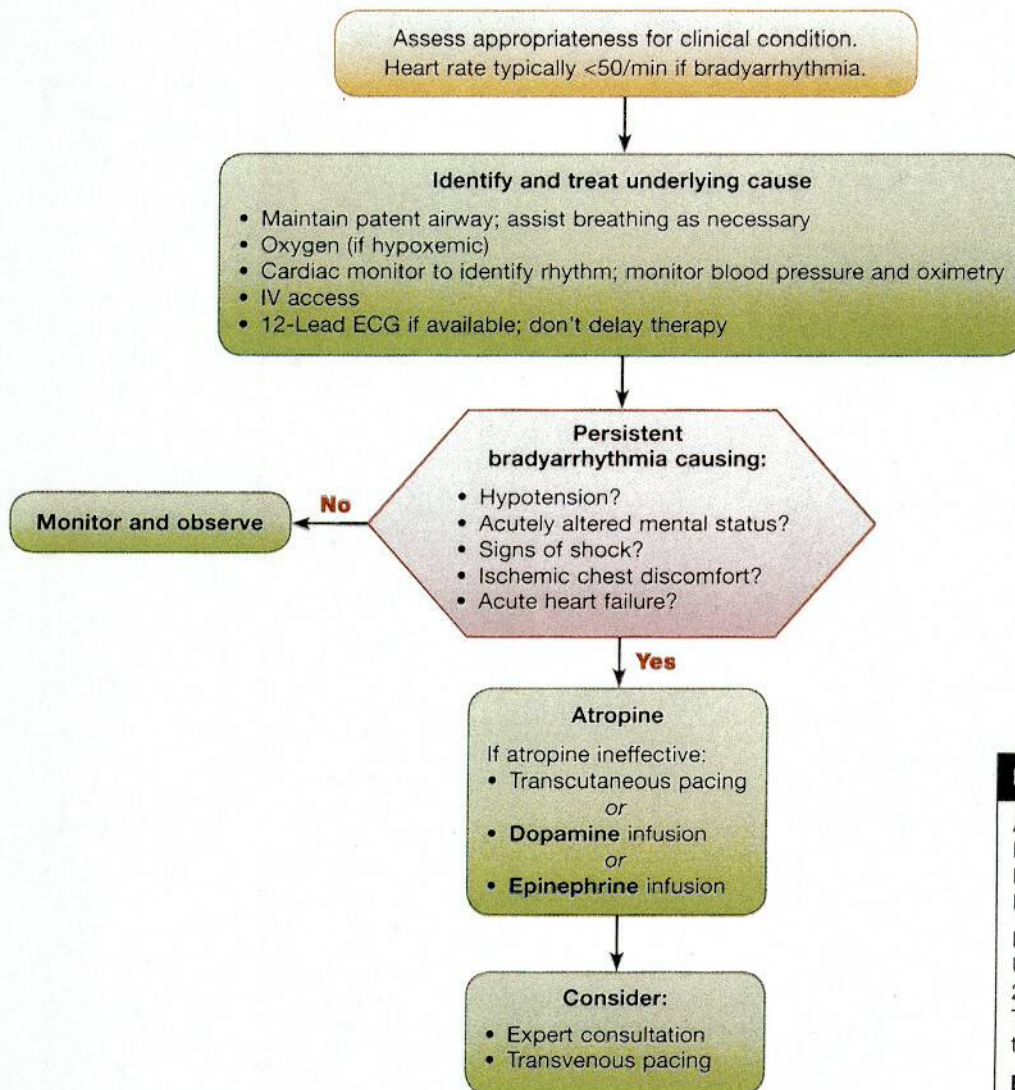 Assess appropriateness for clinical condition.
Heart rate typically <50/min if bradyarrhythmia.
Identify and treat underlying cause
• Maintain patent airway; assist breathing as necessary
• Oxygen (if hypoxemic)
• Cardiac monitor to identify rhythm; monitor blood pressure and oximetry
• IV access
• 12-Lead ECG if available; don't delay therapy
Persistent
bradyarrhythmia causing:
• Hypotension?
• Acutely altered mental status?
• Signs of shock?
• Ischemic chest discomfort?
• Acute heart failure?
No
Monitor and observe
Yes
Atropine
If atropine ineffective:
• Transcutaneous pacing
or
• Dopamine infusion
or
• Epinephrine infusion
Consider:
• Expert consultation
• Transvenous pacing